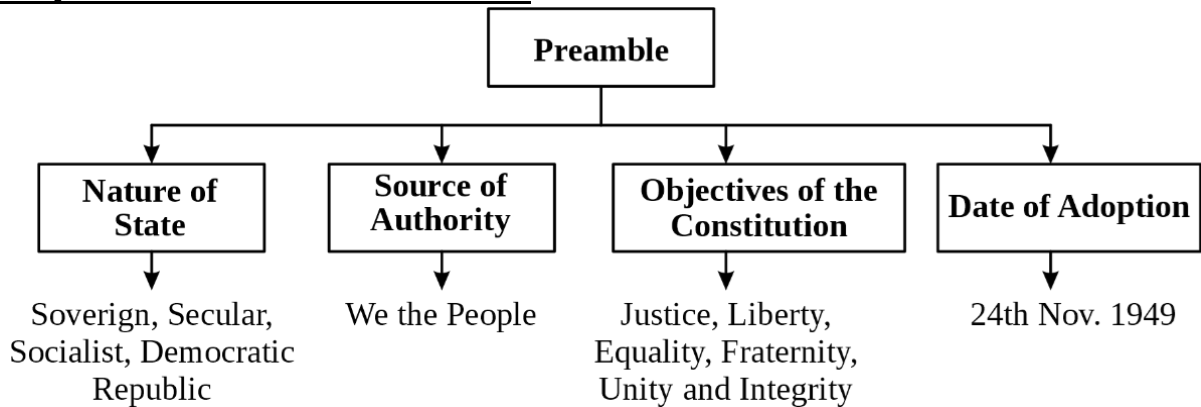 Preamble
Nature of
State
Source of
Authority
Objectives of the
Constitution
Date of Adoption
Soverign, Secular,
Socialist, Democratic
Republic
We the People
Justice, Liberty,
Equality, Fraternity,
Unity and Integrity
24th Nov. 1949